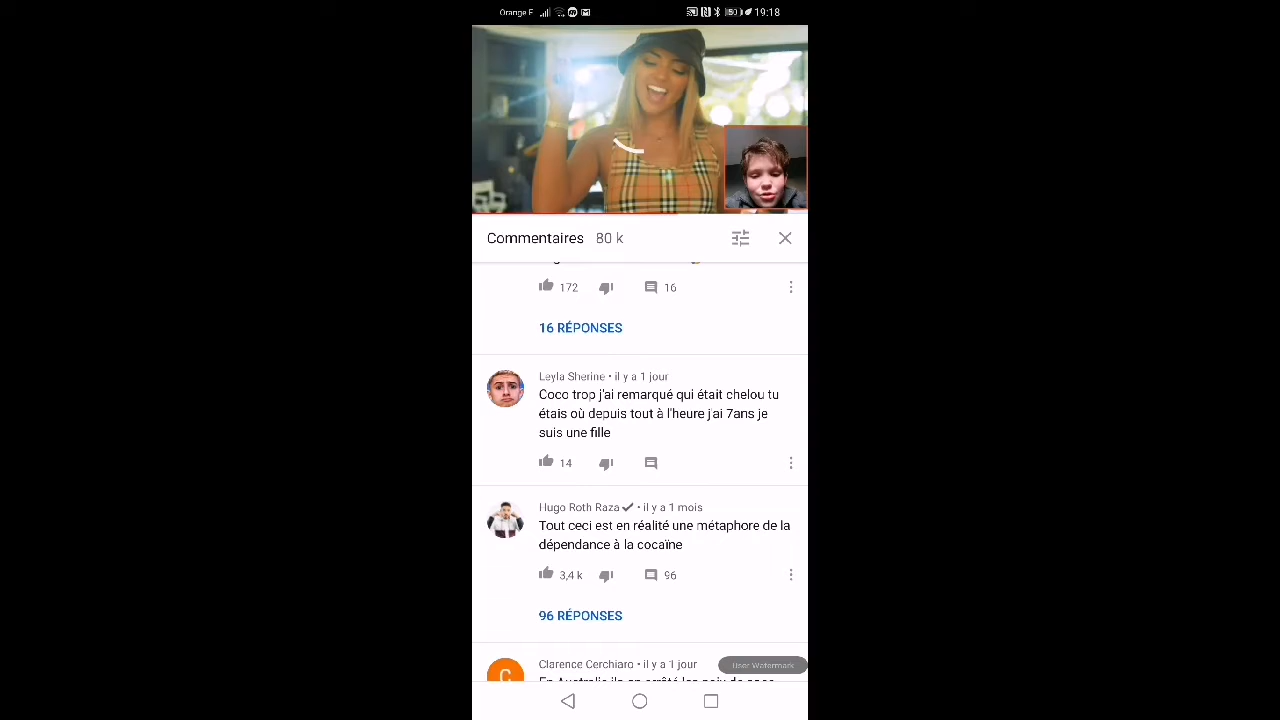 Orange F
50
19:18
Commentaires 80 k
172
16
16 RÉPONSES
Leyla Sherine • il y a 1 jour
Coco trop j'ai remarqué qui était chelou tu
étais où depuis tout à l'heure j'ai 7ans je
suis une fille
14
Hugo Roth Raza • il y a 1 mois
Tout ceci est en réalité une métaphore de la
dépendance à la cocaïne
3,4 k
96
96 RÉPONSES
C
Clarence Cerchiaro • il y a 1 jour
User Watermark